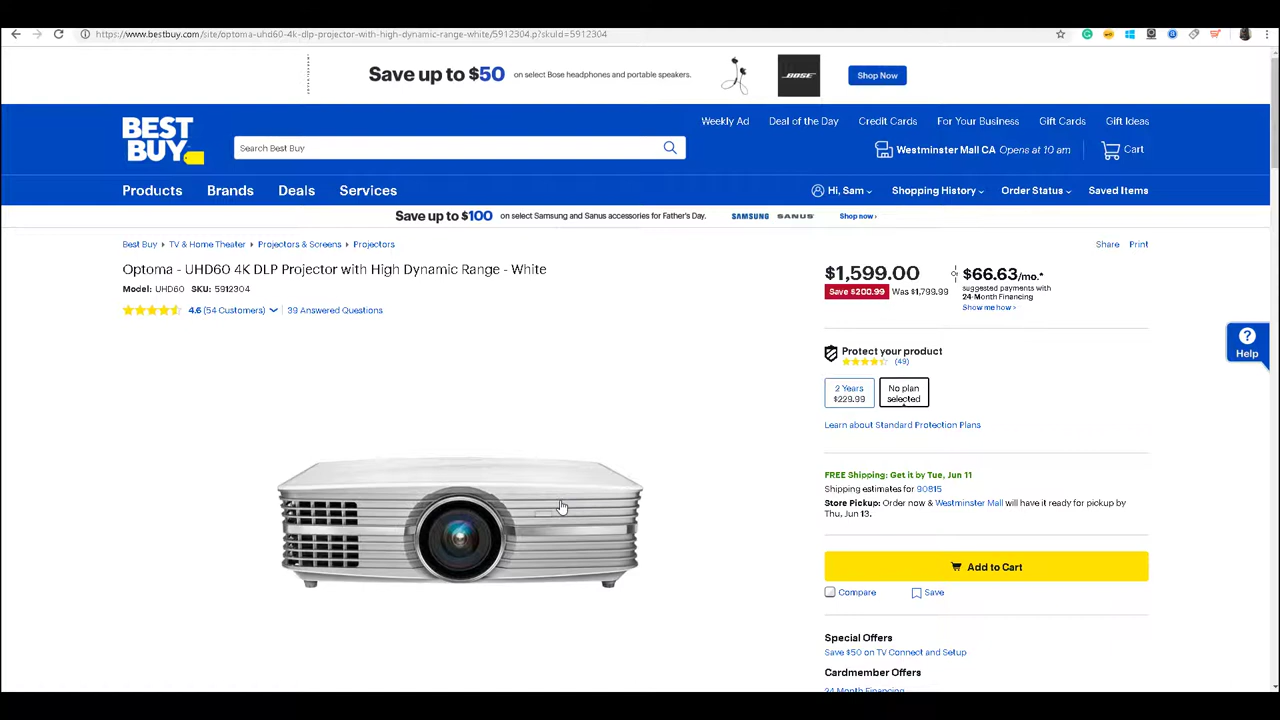 https://www.bestbuy.com/site/optoma-uhd60-4k-dlp-projector-with-high-dynamic-range-white/5912304.p?skuId=5912304
Save up to $50 on select Bose headphones and portable speakers.
BOSE
Shop Now
BEST BUY
Weekly Ad
Deal of the Day
Credit Cards
For Your Business
Gift Cards
Gift Ideas
Search Best Buy
Westminster Mall CA Opens at 10 am
Cart
Products
Brands
Deals
Services
Hi, Sam
Shopping History
Order Status
Saved Items
Save up to $100 on select Samsung and Sanus accessories for Father's Day.
SAMSUNG
SANUS
Shop now ›
Best Buy
TV & Home Theater
Projectors & Screens
Projectors
Share
Print
Optoma - UHD60 4K DLP Projector with High Dynamic Range - White
Model: UHD60 SKU: 5912304
4.6 (54 Customers)
39 Answered Questions
$1,599.00
Save $200.99 Was $1,799.99
or
$66.63/mo.*
suggested payments with
24-Month Financing
Show me how ›
Protect your product
(49)
2 Years
$229.99
No plan
selected
Learn about Standard Protection Plans
FREE Shipping: Get it by Tue, Jun 11
Shipping estimates for 90815
Store Pickup: Order now & Westminster Mall will have it ready for pickup by
Thu, Jun 13.
Add to Cart
Compare
Save
Help
Special Offers
Save $50 on TV Connect and Setup
Cardmember Offers
24 Month Financing